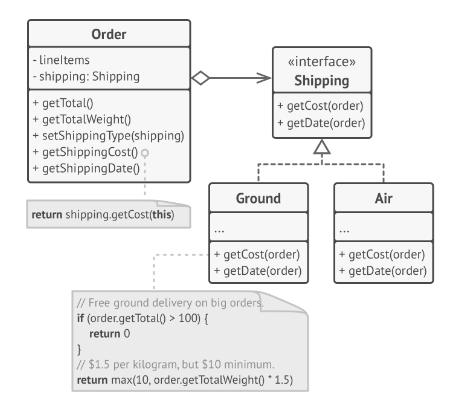 Order
- lineItems
- shipping: Shipping
+ getTotal()
+ getTotalWeight()
+ setShippingType(shipping)
+ getShippingCost()
+ getShippingDate()
return shipping.getCost(this)
«interface»
Shipping
+ getCost(order)
+ getDate(order)
Ground
...
+ getCost(order)
+ getDate(order)
Air
...
+ getCost(order)
+ getDate(order)
// Free ground delivery on big orders.
if (order.getTotal() > 100) {
return 0
}
// $1.5 per kilogram, but $10 minimum.
return max(10, order.getTotalWeight() * 1.5)